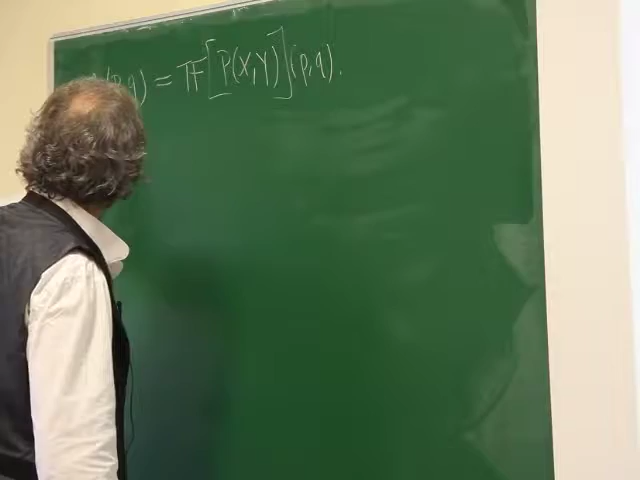 (p,q) = TF[P(X,Y)](p,q).